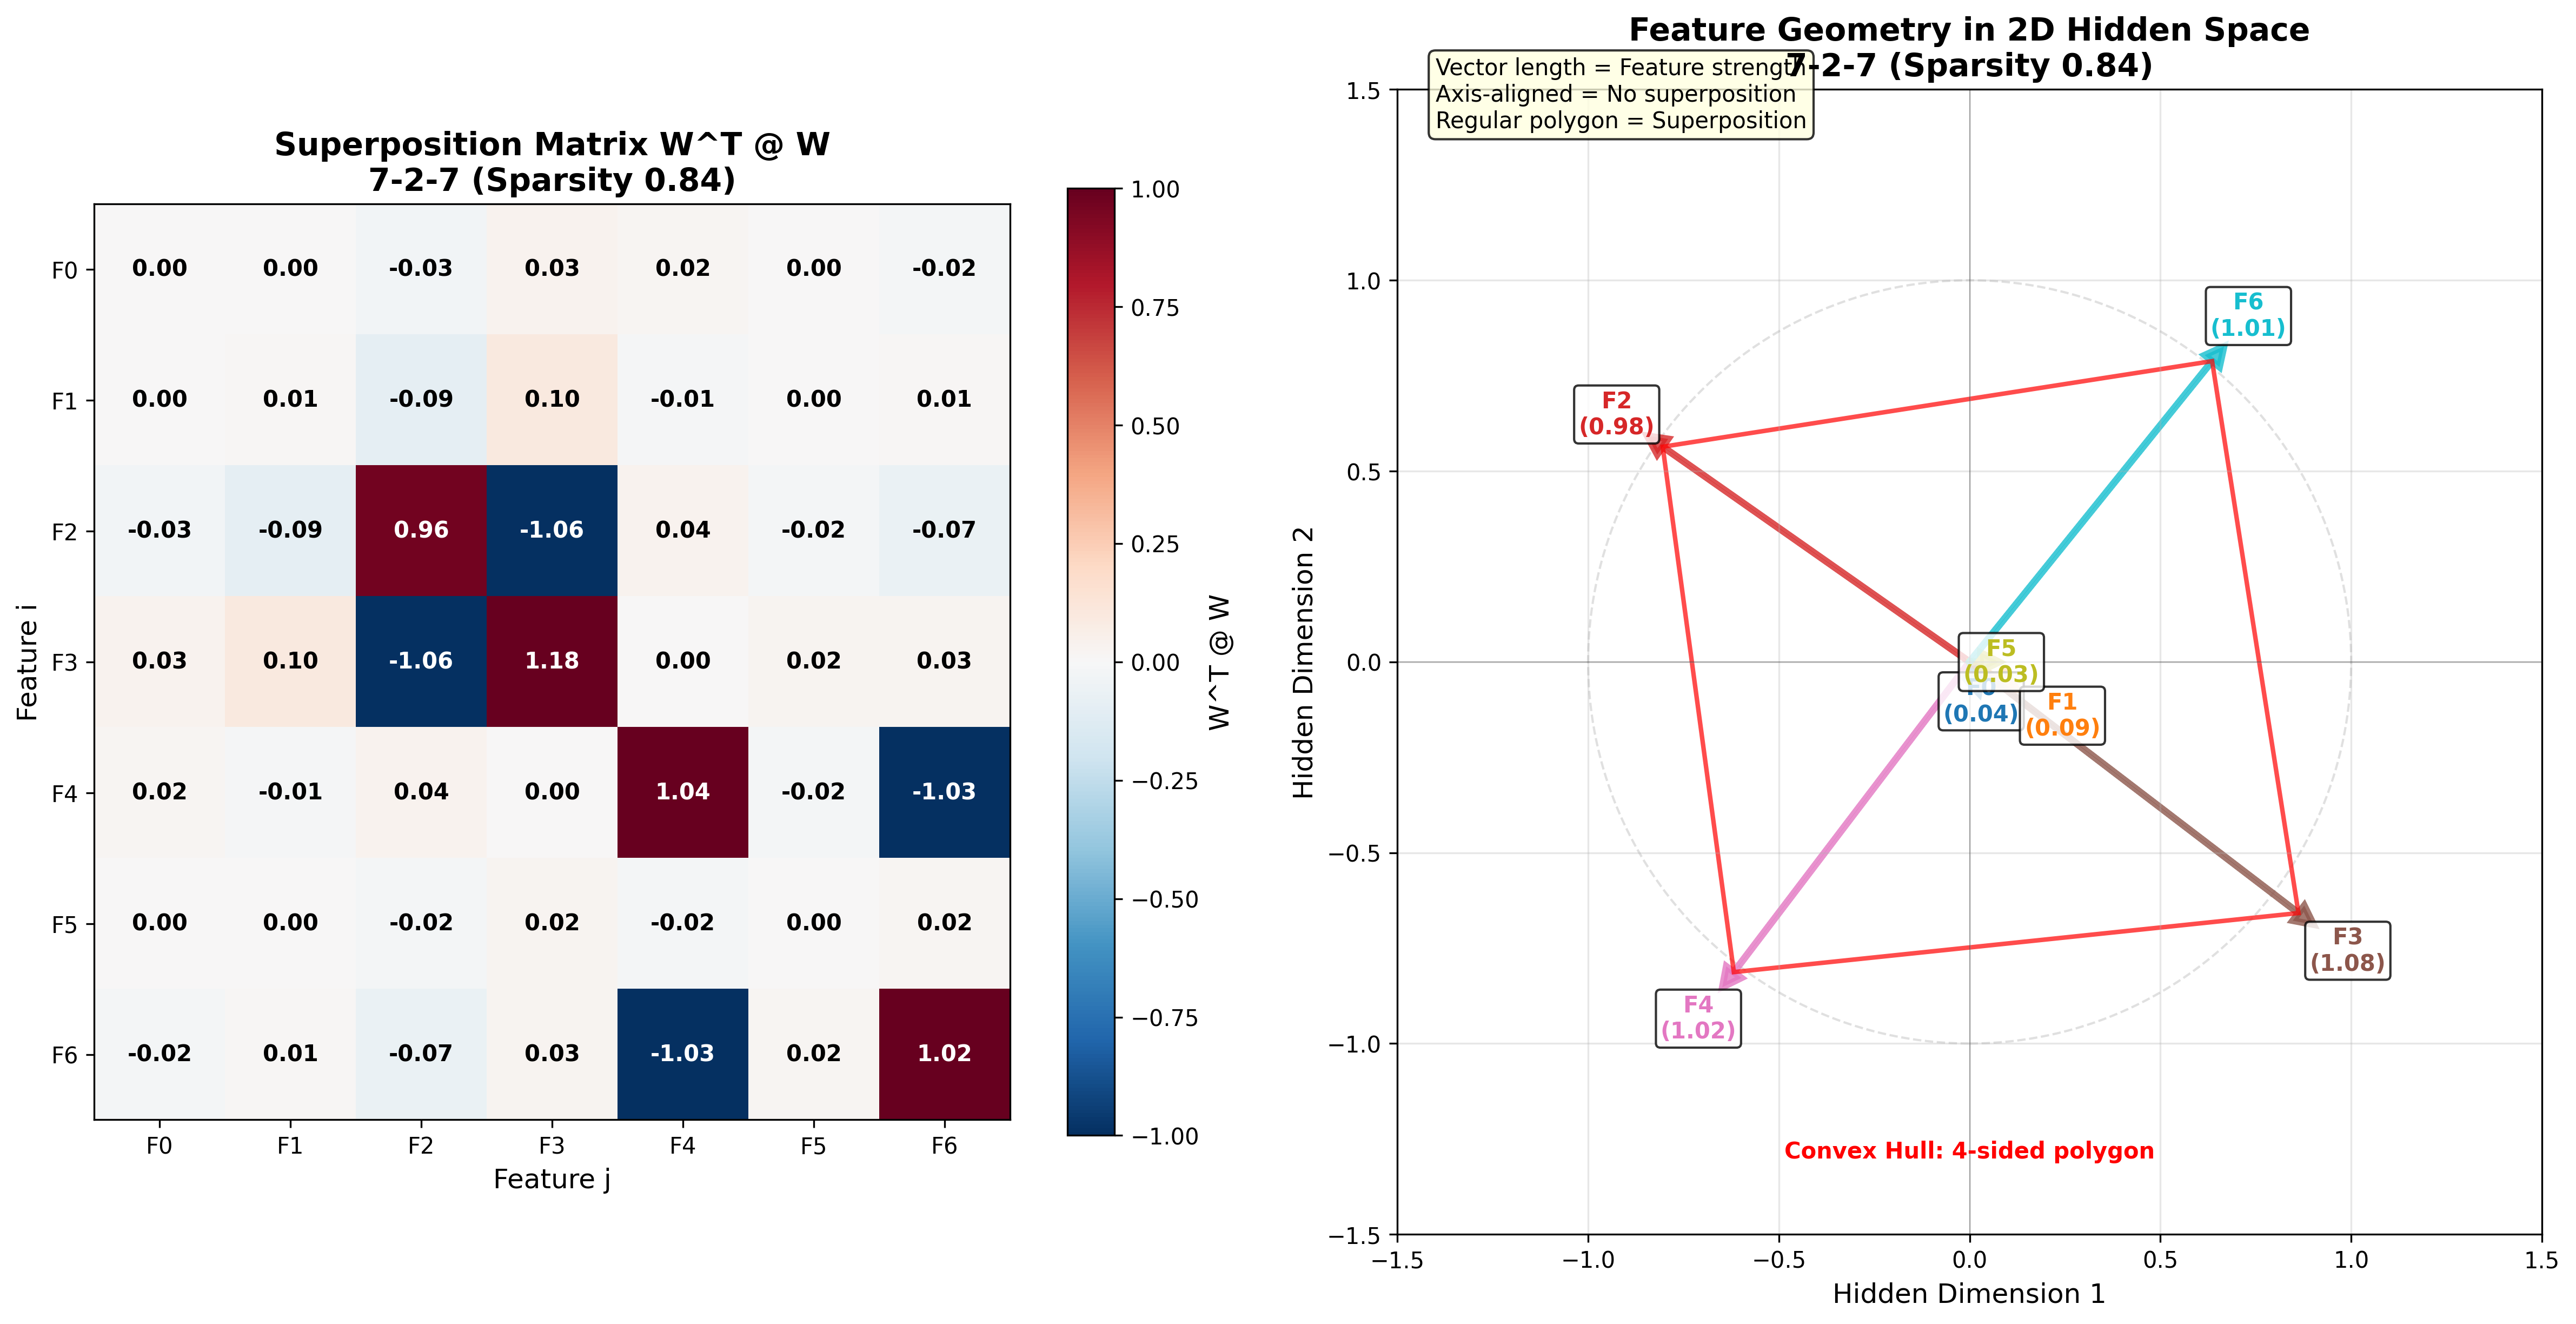 Superposition Matrix W^T @ W
7-2-7 (Sparsity 0.84)
F0 0.00 0.00 -0.03 0.03 0.02 0.00 -0.02
F1 0.00 0.01 -0.09 0.10 -0.01 0.00 0.01
F2 -0.03 -0.09 0.96 -1.06 0.04 -0.02 -0.07
F3 0.03 0.10 -1.06 1.18 0.00 0.02 0.03
F4 0.02 -0.01 0.04 0.00 1.04 -0.02 -1.03
F5 0.00 0.00 -0.02 0.02 -0.02 0.00 0.02
F6 -0.02 0.01 -0.07 0.03 -1.03 0.02 1.02
F0 F1 F2 F3 F4 F5 F6
Feature j
Feature i
1.00
0.75
0.50
0.25
0.00
−0.25
−0.50
−0.75
−1.00
W^T @ W
Feature Geometry in 2D Hidden Space
7-2-7 (Sparsity 0.84)
Vector length = Feature strength
Axis-aligned = No superposition
Regular polygon = Superposition
1.5
1.0
0.5
0.0
−0.5
−1.0
−1.5
Hidden Dimension 2
F6
(1.01)
F2
(0.98)
F5
(0.03)
F0
(0.04)
F1
(0.09)
F3
(1.08)
F4
(1.02)
Convex Hull: 4-sided polygon
−1.5 −1.0 −0.5 0.0 0.5 1.0 1.5
Hidden Dimension 1